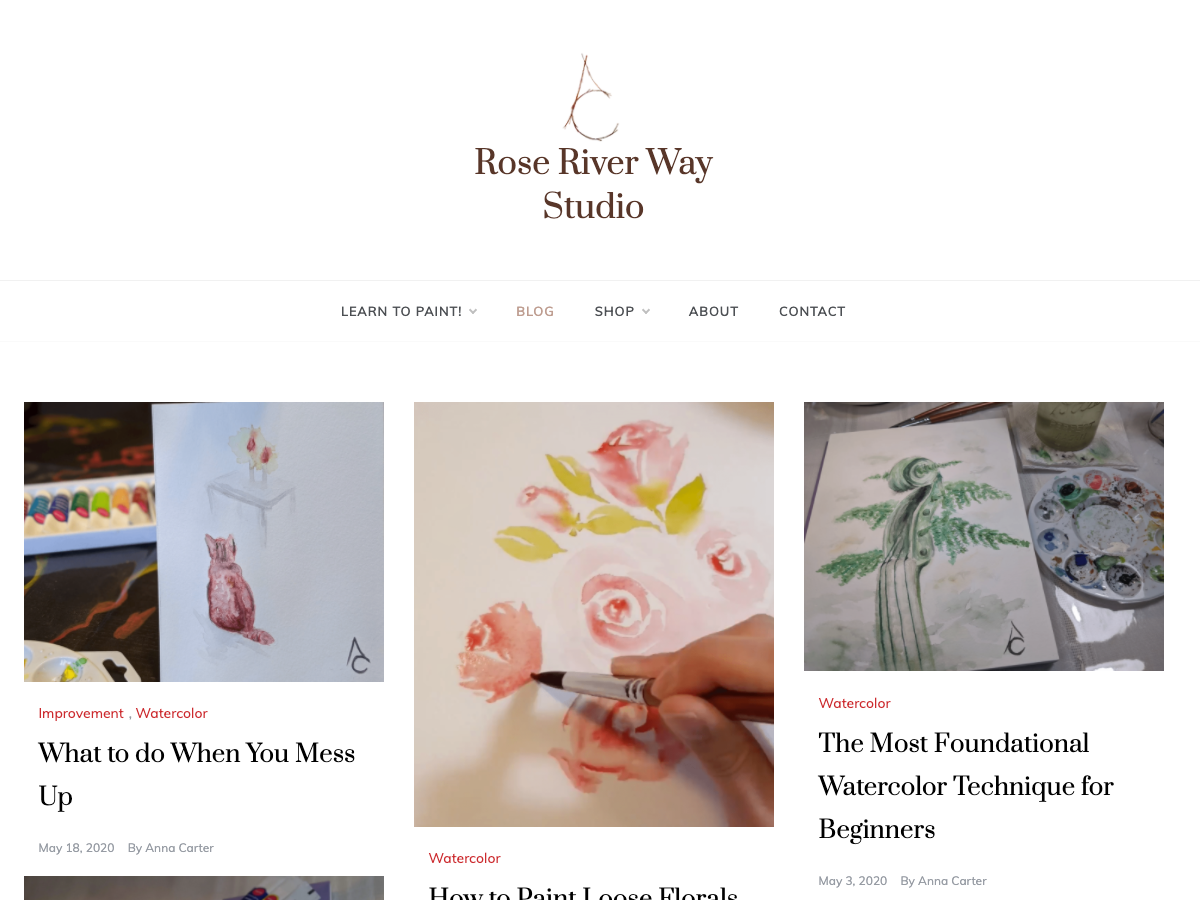 AC
Rose River Way
Studio
LEARN TO PAINT!
BLOG
SHOP
ABOUT
CONTACT
AC
Improvement , Watercolor
What to do When You Mess
Up
May 18, 2020 By Anna Carter
Watercolor
How to Paint Loose Florals
AC
Watercolor
The Most Foundational
Watercolor Technique for
Beginners
May 3, 2020 By Anna Carter